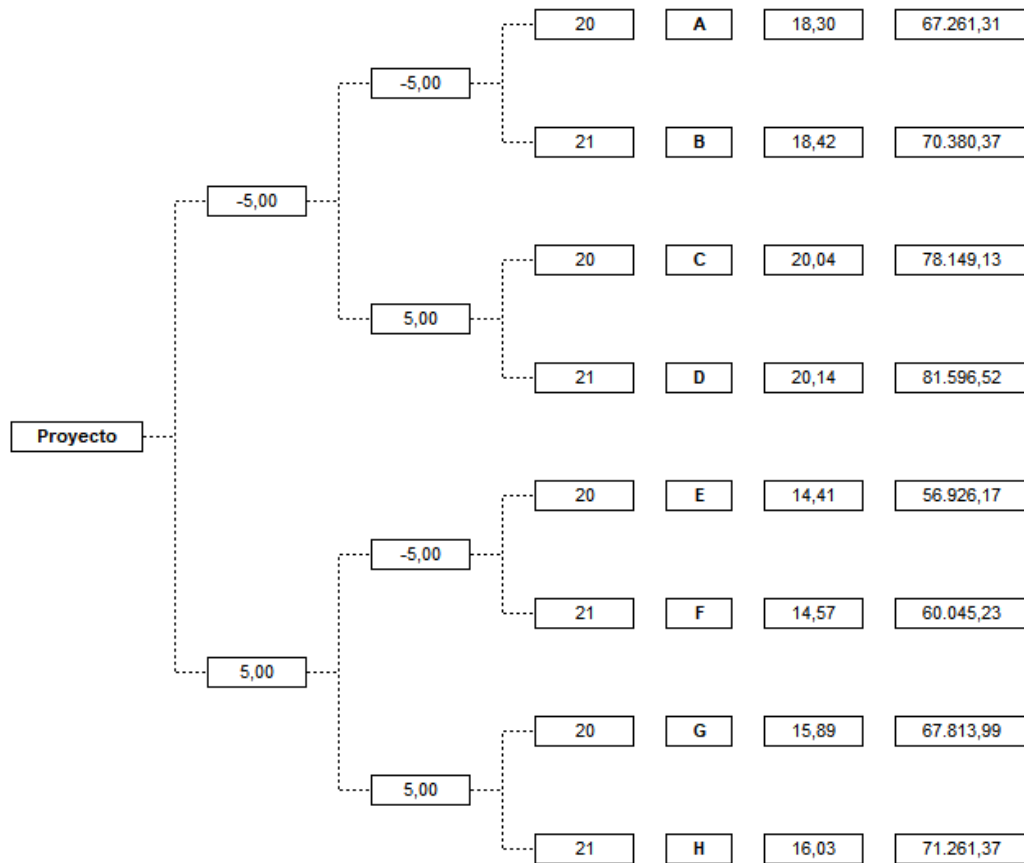 20 A 18,30 67.261,31
-5,00
21 B 18,42 70.380,37
-5,00
20 C 20,04 78.149,13
5,00
21 D 20,14 81.596,52
Proyecto
20 E 14,41 56.926,17
-5,00
21 F 14,57 60.045,23
5,00
20 G 15,89 67.813,99
5,00
21 H 16,03 71.261,37